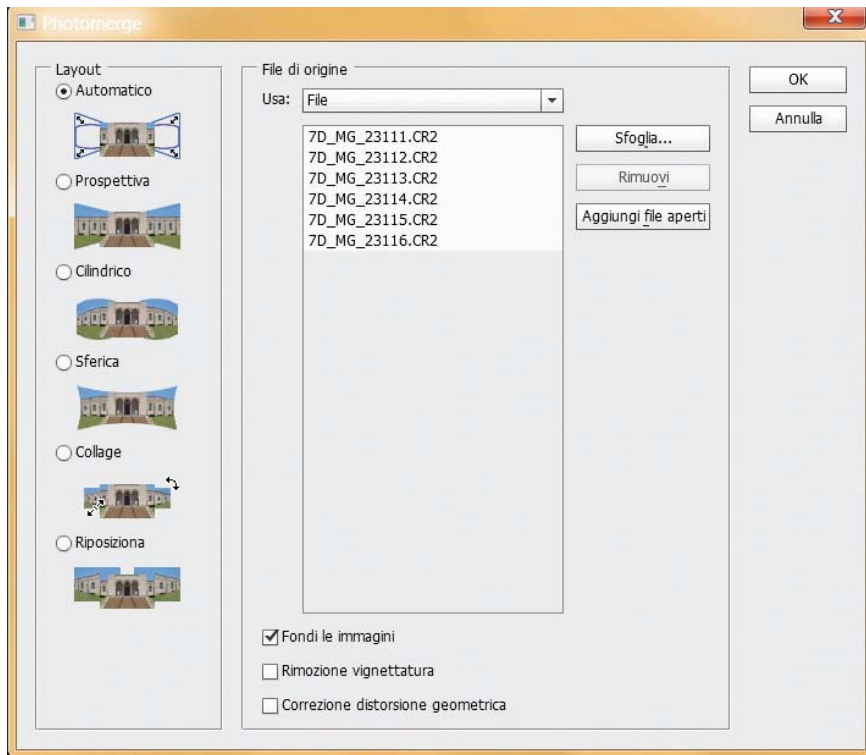 Photomerge
Layout
Automatico
Prospettiva
Cilindrico
Sferica
Collage
Riposiziona
File di origine
Usa: File
7D_MG_23111.CR2
7D_MG_23112.CR2
7D_MG_23113.CR2
7D_MG_23114.CR2
7D_MG_23115.CR2
7D_MG_23116.CR2
Sfoglia...
Rimuovi
Aggiungi file aperti
Fondi le immagini
Rimozione vignettatura
Correzione distorsione geometrica
OK
Annulla